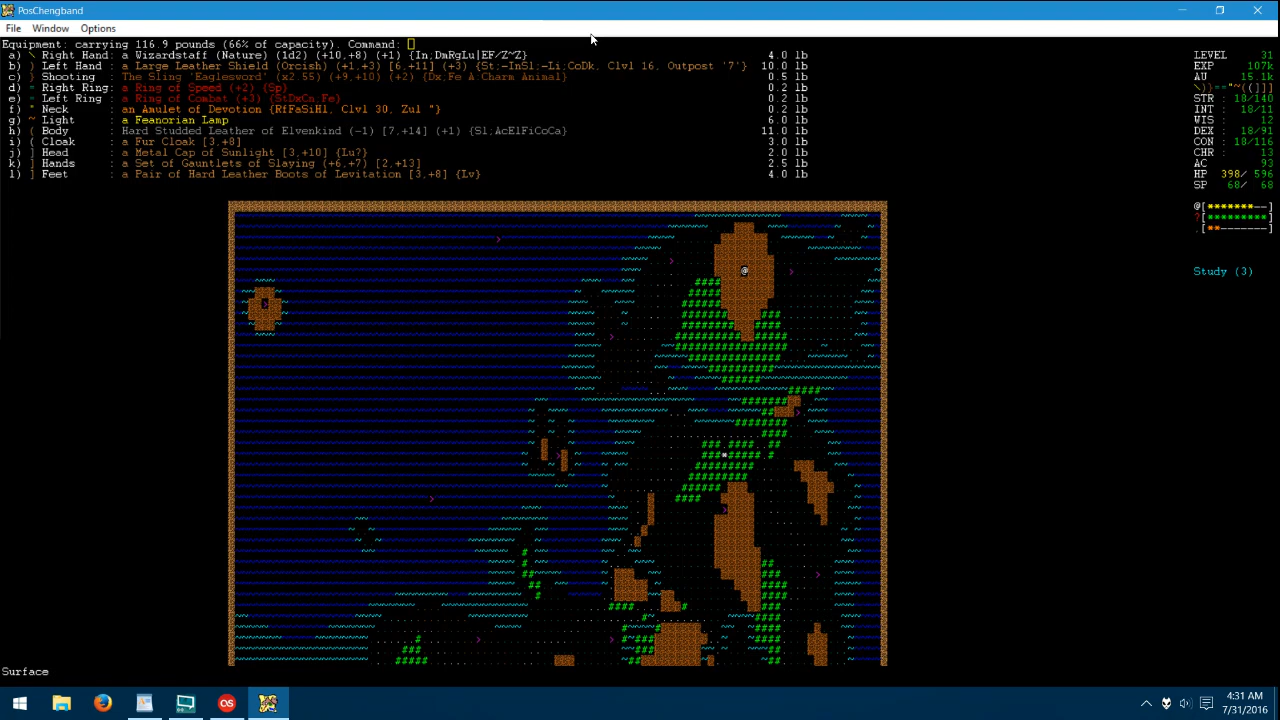 PosChengband
File Window Options
Equipment: carrying 116.9 pounds (66% of capacity). Command:
a) \ Right Hand: a Wizardstaff (Nature) (1d2) (+10,+8) (+1) {In;DmRgLu|EF/Z~Z} 4.0 lb
b) ) Left Hand : a Large Leather Shield (Orcish) (+1,+3) [6,+11] (+3) {St;-InSl;-Li;CoDk, Clvl 16, Outpost '7'} 10.0 lb
c) } Shooting : The Sling 'Eaglesword' (x2.55) (+9,+10) (+2) {Dx;Fe A:Charm Animal} 0.5 lb
d) = Right Ring : a Ring of Speed (+2) {Sp} 0.2 lb
e) = Left Ring : a Ring of Combat (+3) {StDxCn;Fe} 0.2 lb
f) " Neck : an Amulet of Devotion {RfFaSiHl, Clvl 30, Zul "} 0.2 lb
g) ~ Light : a Feanorian Lamp 6.0 lb
h) ( Body : Hard Studded Leather of Elvenkind (-1) [7,+14] (+1) {Sl;AcElFiCoCa} 11.0 lb
i) ( Cloak : a Fur Cloak [3,+8] 3.0 lb
j) ] Head : a Metal Cap of Sunlight [3,+10] {Lu?} 2.0 lb
k) ] Hands : a Set of Gauntlets of Slaying (+6,+7) [2,+13] 2.5 lb
l) ] Feet : a Pair of Hard Leather Boots of Levitation [3,+8] {Lv} 4.0 lb
LEVEL 31
EXP 107k
AU 15.1k
\)}=="~((]]]
STR : 18/140
INT : 18/11
WIS : 12
DEX : 18/91
CON : 18/116
CHR : 13
AC 93
HP 398/ 596
SP 68/ 68
@[*******--]
?[*********]
.[**-------]
Study (3)
Surface
4:31 AM
7/31/2016